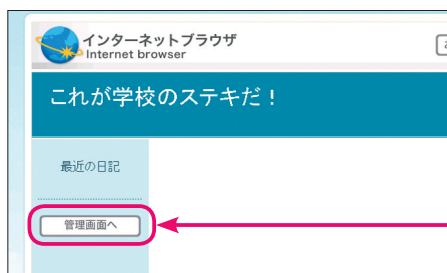 インターネットブラウザ
Internet browser
これが学校のステキだ！
最近の日記
管理画面へ